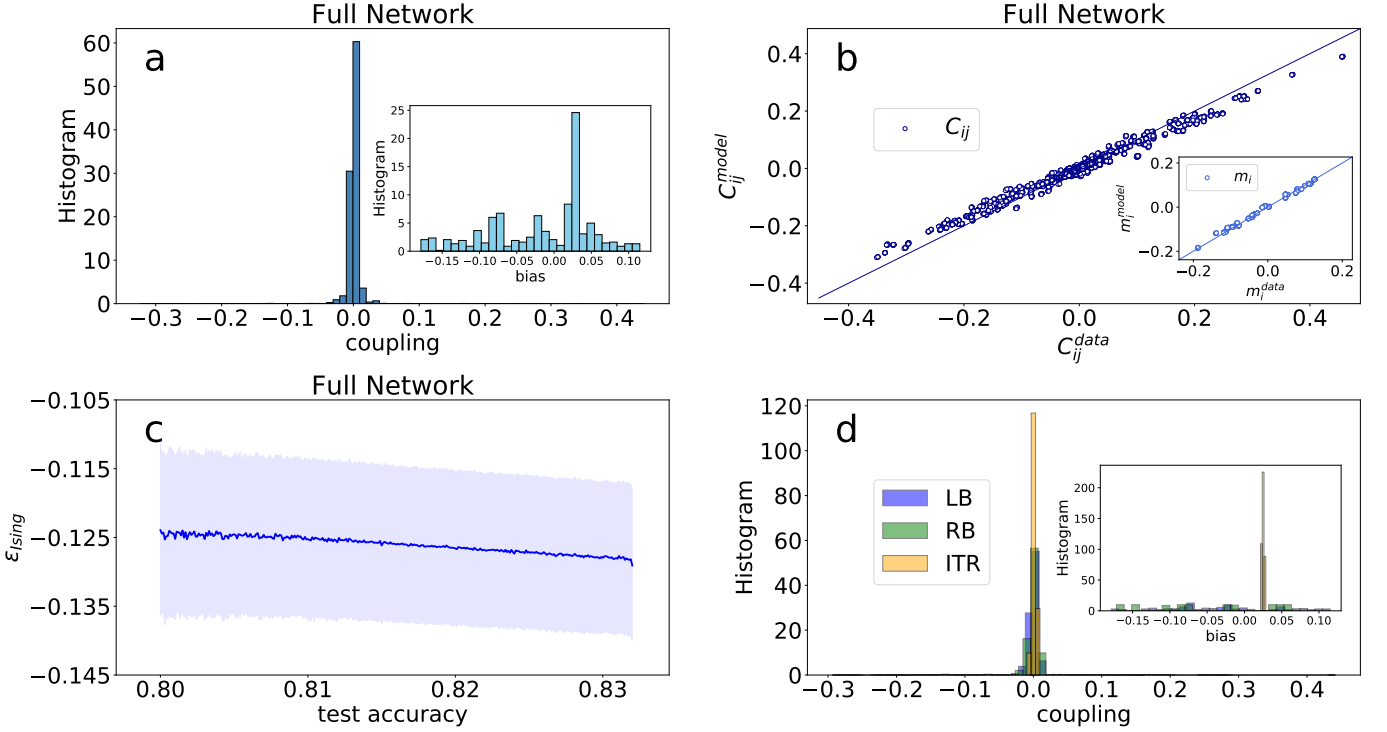 Full Network
a
Histogram
60
50
40
30
20
10
0
−0.3 −0.2 −0.1 0.0 0.1 0.2 0.3 0.4
coupling
Histogram
25
20
15
10
5
0
−0.15 −0.10 −0.05 0.00 0.05 0.10
bias
Full Network
b
C_{ij}^{model}
0.4
0.2
0.0
−0.2
−0.4
C_{ij}
−0.4 −0.2 0.0 0.2 0.4
C_{ij}^{data}
m_i^{model}
0.2
0.0
−0.2
m_i
−0.2 0.0 0.2
m_i^{data}
Full Network
c
ε_{Ising}
−0.105
−0.115
−0.125
−0.135
−0.145
0.80 0.81 0.82 0.83
test accuracy
d
Histogram
120
100
80
60
40
20
0
LB
RB
ITR
−0.3 −0.2 −0.1 0.0 0.1 0.2 0.3 0.4
coupling
Histogram
200
150
100
50
0
−0.15 −0.10 −0.05 0.00 0.05 0.10
bias